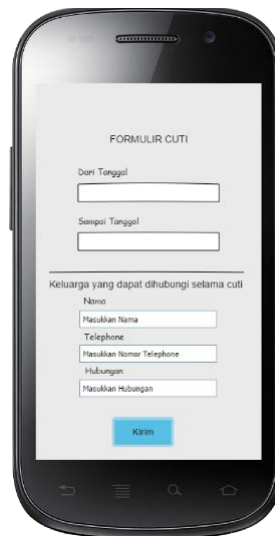 FORMULIR CUTI
Dari Tanggal
Sampai Tanggal
Keluarga yang dapat dihubungi selama cuti
Nama
Masukkan Nama
Telephone
Masukkan Nomor Telephone
Hubungan
Masukkan Hubungan
Kirim